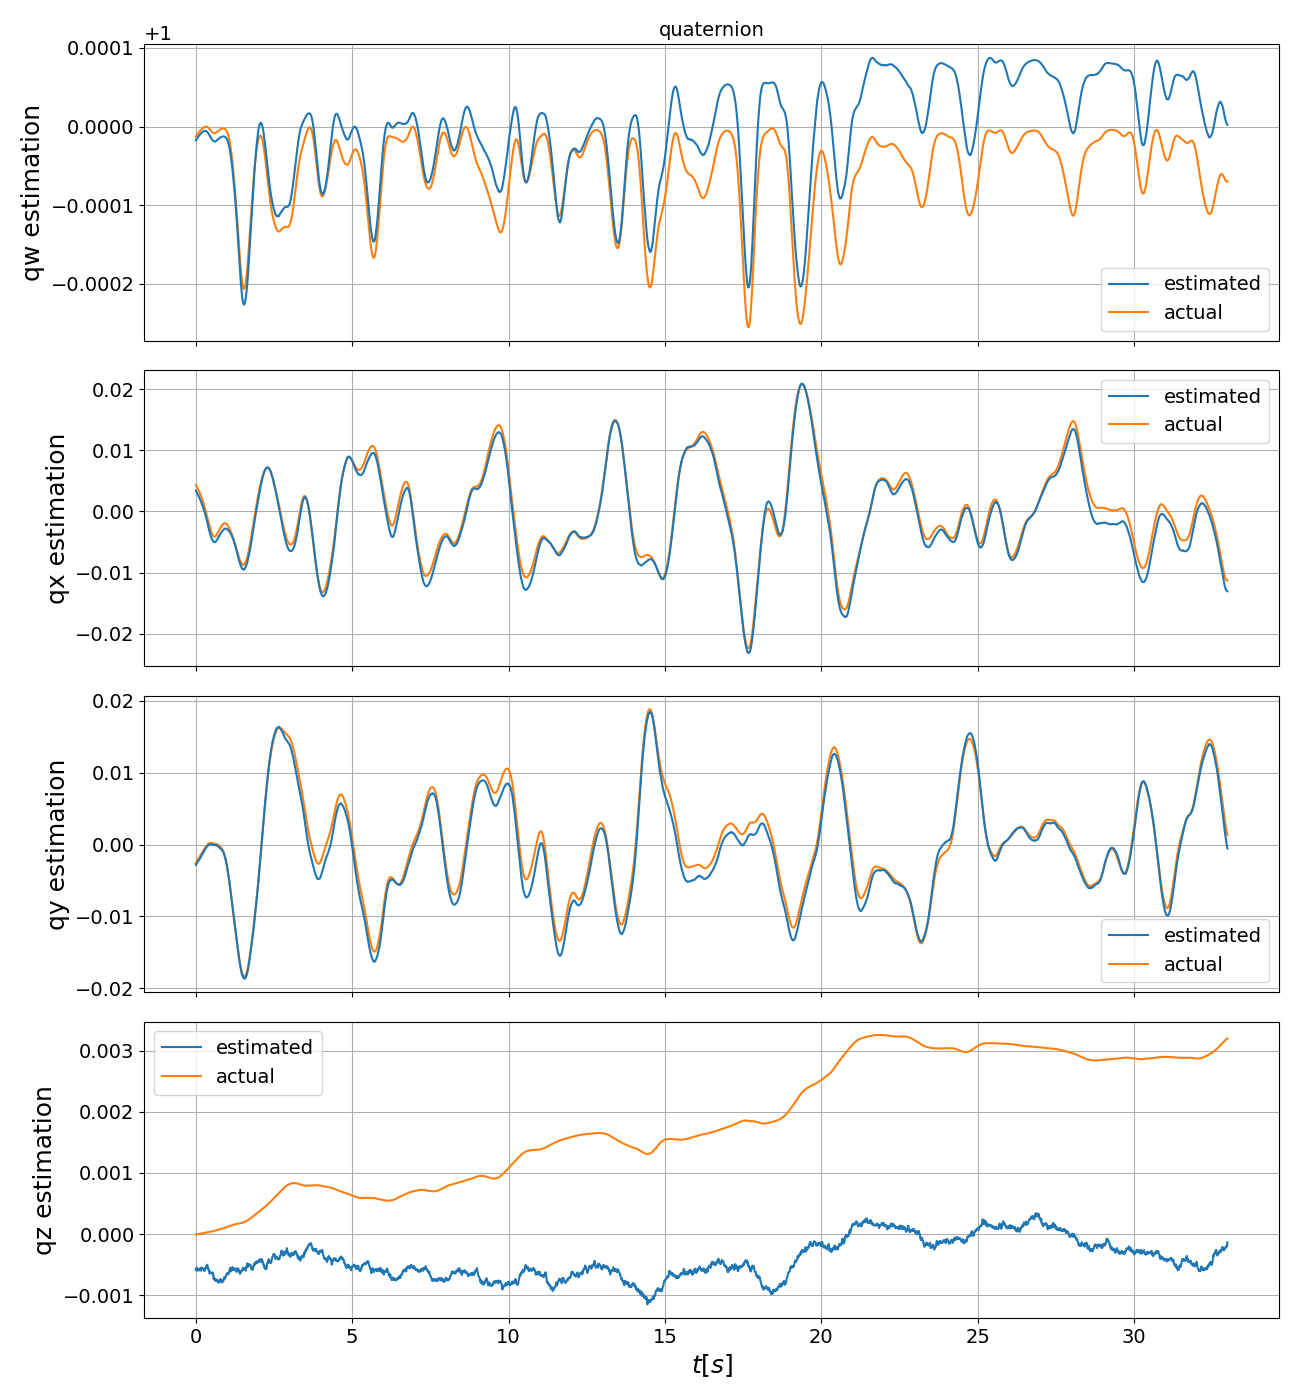 quaternion
+1
0.0001
0.0000
−0.0001
−0.0002
qw estimation
estimated
actual
0.02
0.01
0.00
−0.01
−0.02
qx estimation
estimated
actual
0.02
0.01
0.00
−0.01
−0.02
qy estimation
estimated
actual
0.003
0.002
0.001
0.000
−0.001
qz estimation
estimated
actual
0 5 10 15 20 25 30
t[s]